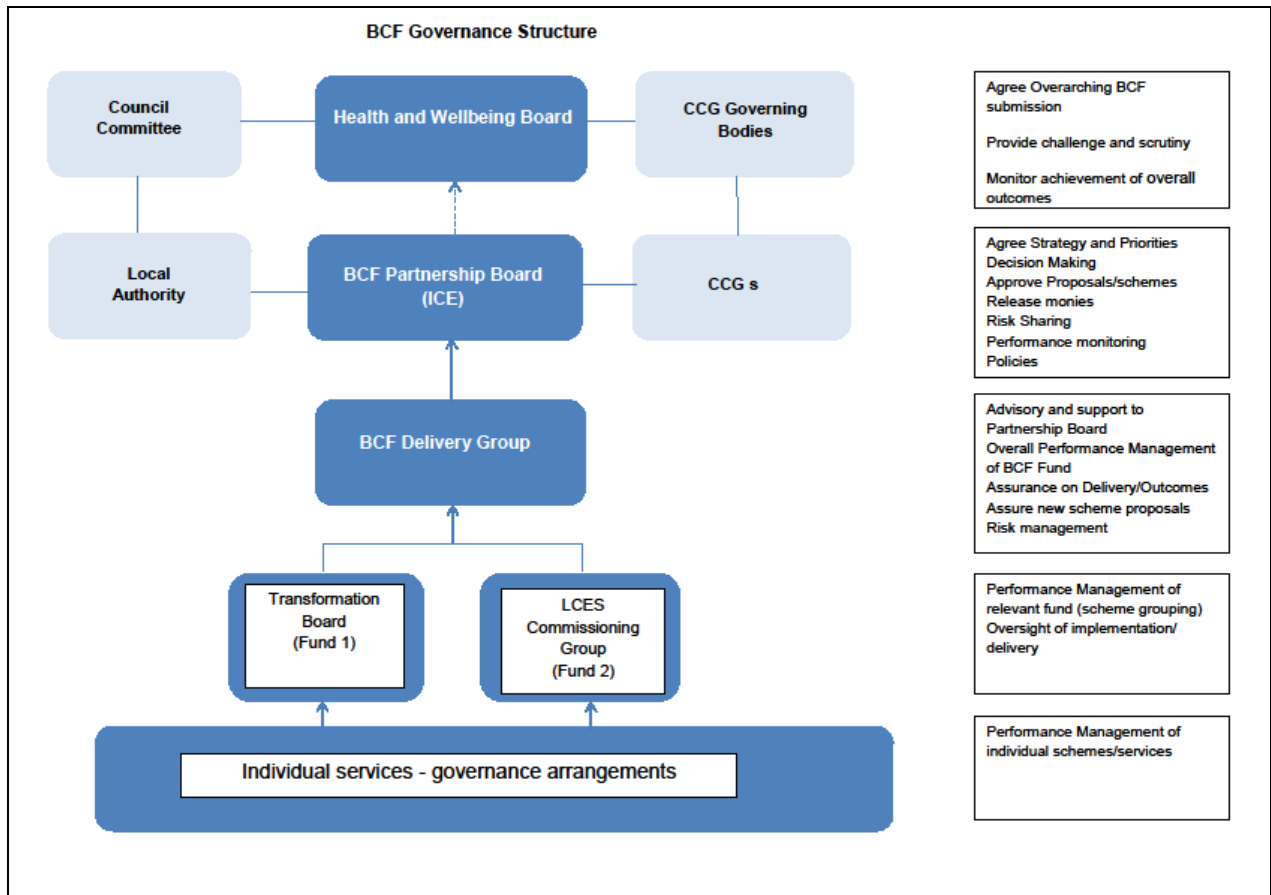 BCF Governance Structure
Council
Committee
Health and Wellbeing Board
CCG Governing
Bodies
Agree Overarching BCF
submission
Provide challenge and scrutiny
Monitor achievement of overall
outcomes
Local
Authority
BCF Partnership Board
(ICE)
CCG s
Agree Strategy and Priorities
Decision Making
Approve Proposals/schemes
Release monies
Risk Sharing
Performance monitoring
Policies
BCF Delivery Group
Advisory and support to
Partnership Board
Overall Performance Management
of BCF Fund
Assurance on Delivery/Outcomes
Assure new scheme proposals
Risk management
Transformation
Board
(Fund 1)
LCES
Commissioning
Group
(Fund 2)
Performance Management of
relevant fund (scheme grouping)
Oversight of implementation/
delivery
Individual services - governance arrangements
Performance Management of
individual schemes/services